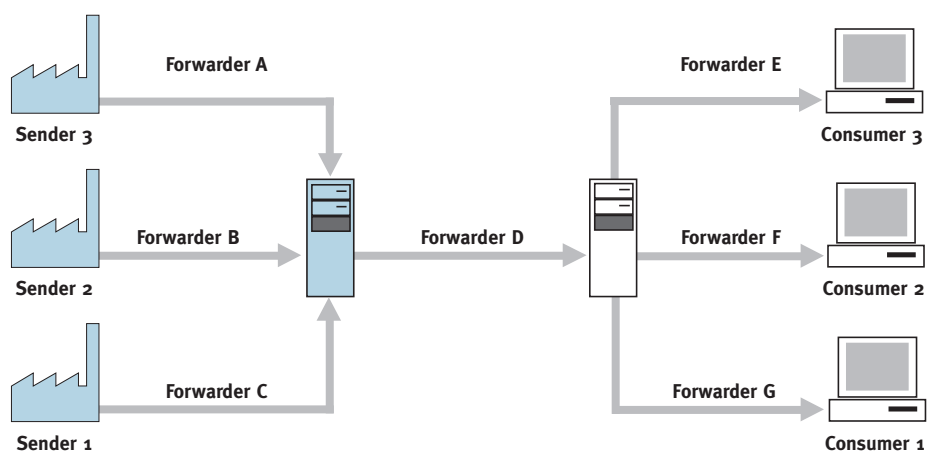 Forwarder A
Forwarder E
Sender 3
Consumer 3
Forwarder B
Forwarder D
Forwarder F
Sender 2
Consumer 2
Forwarder C
Forwarder G
Sender 1
Consumer 1